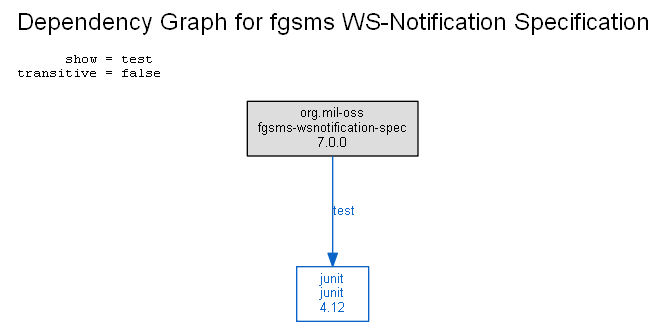 Dependency Graph for fgsms WS-Notification Specification
show = test
transitive = false
org.mil-oss
fgsms-wsnotification-spec
7.0.0
test
junit
junit
4.12